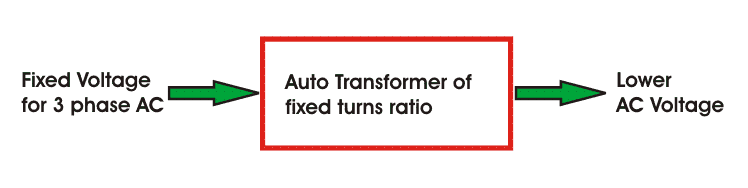 Fixed Voltage
for 3 phase AC
Auto Transformer of
fixed turns ratio
Lower
AC Voltage